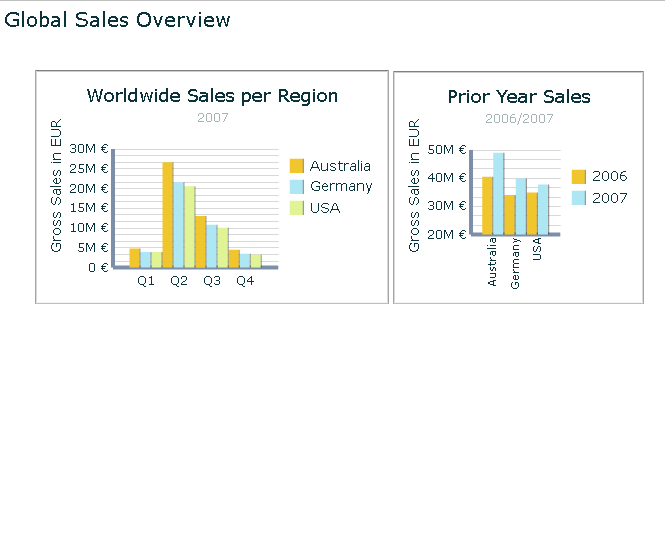 Global Sales Overview
Worldwide Sales per Region
2007
Gross Sales in EUR
30M €
25M €
20M €
15M €
10M €
5M €
0 €
Q1 Q2 Q3 Q4
Australia
Germany
USA
Prior Year Sales
2006/2007
Gross Sales in EUR
50M €
40M €
30M €
20M €
Australia
Germany
USA
2006
2007